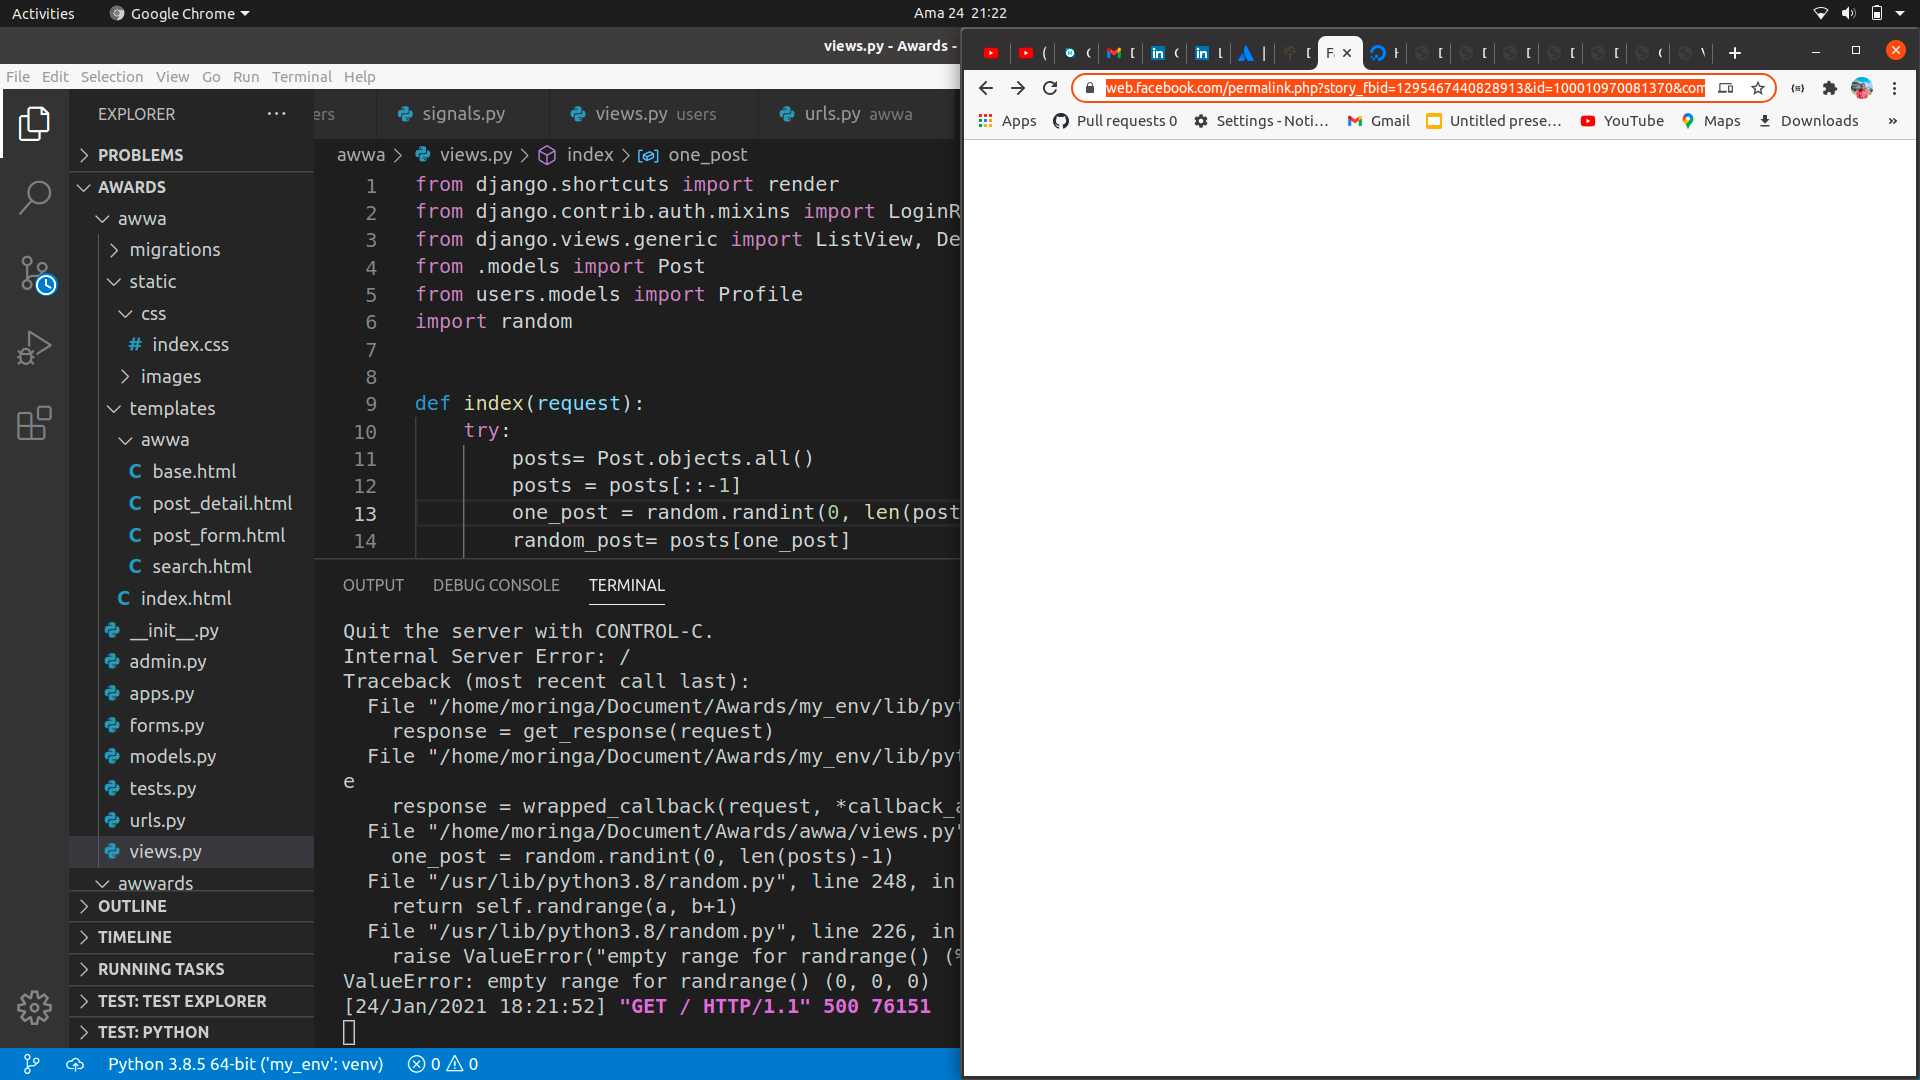 Activities
Google Chrome
Ama 24 21:22
views.py - Awards -
File Edit Selection View Go Run Terminal Help
EXPLORER
PROBLEMS
AWARDS
awwa
migrations
static
css
# index.css
images
templates
awwa
base.html
post_detail.html
post_form.html
search.html
index.html
__init__.py
admin.py
apps.py
forms.py
models.py
tests.py
urls.py
views.py
awwards
OUTLINE
TIMELINE
RUNNING TASKS
TEST: TEST EXPLORER
TEST: PYTHON
ers signals.py views.py users urls.py awwa
awwa > views.py > index > one_post
1 from django.shortcuts import render
2 from django.contrib.auth.mixins import LoginR
3 from django.views.generic import ListView, De
4 from .models import Post
5 from users.models import Profile
6 import random
7
8
9 def index(request):
10 try:
11 posts= Post.objects.all()
12 posts = posts[::-1]
13 one_post = random.randint(0, len(post
14 random_post= posts[one_post]
OUTPUT DEBUG CONSOLE TERMINAL
Quit the server with CONTROL-C.
Internal Server Error: /
Traceback (most recent call last):
File "/home/moringa/Document/Awards/my_env/lib/pyt
response = get_response(request)
File "/home/moringa/Document/Awards/my_env/lib/pyt
e
response = wrapped_callback(request, *callback_a
File "/home/moringa/Document/Awards/awwa/views.py"
one_post = random.randint(0, len(posts)-1)
File "/usr/lib/python3.8/random.py", line 248, in
return self.randrange(a, b+1)
File "/usr/lib/python3.8/random.py", line 226, in
raise ValueError("empty range for randrange() (%
ValueError: empty range for randrange() (0, 0, 0)
[24/Jan/2021 18:21:52] "GET / HTTP/1.1" 500 76151
Python 3.8.5 64-bit ('my_env': venv) 0 0
web.facebook.com/permalink.php?story_fbid=1295467440828913&id=100010970081370&com
Apps Pull requests 0 Settings - Noti... Gmail Untitled prese... YouTube Maps Downloads »